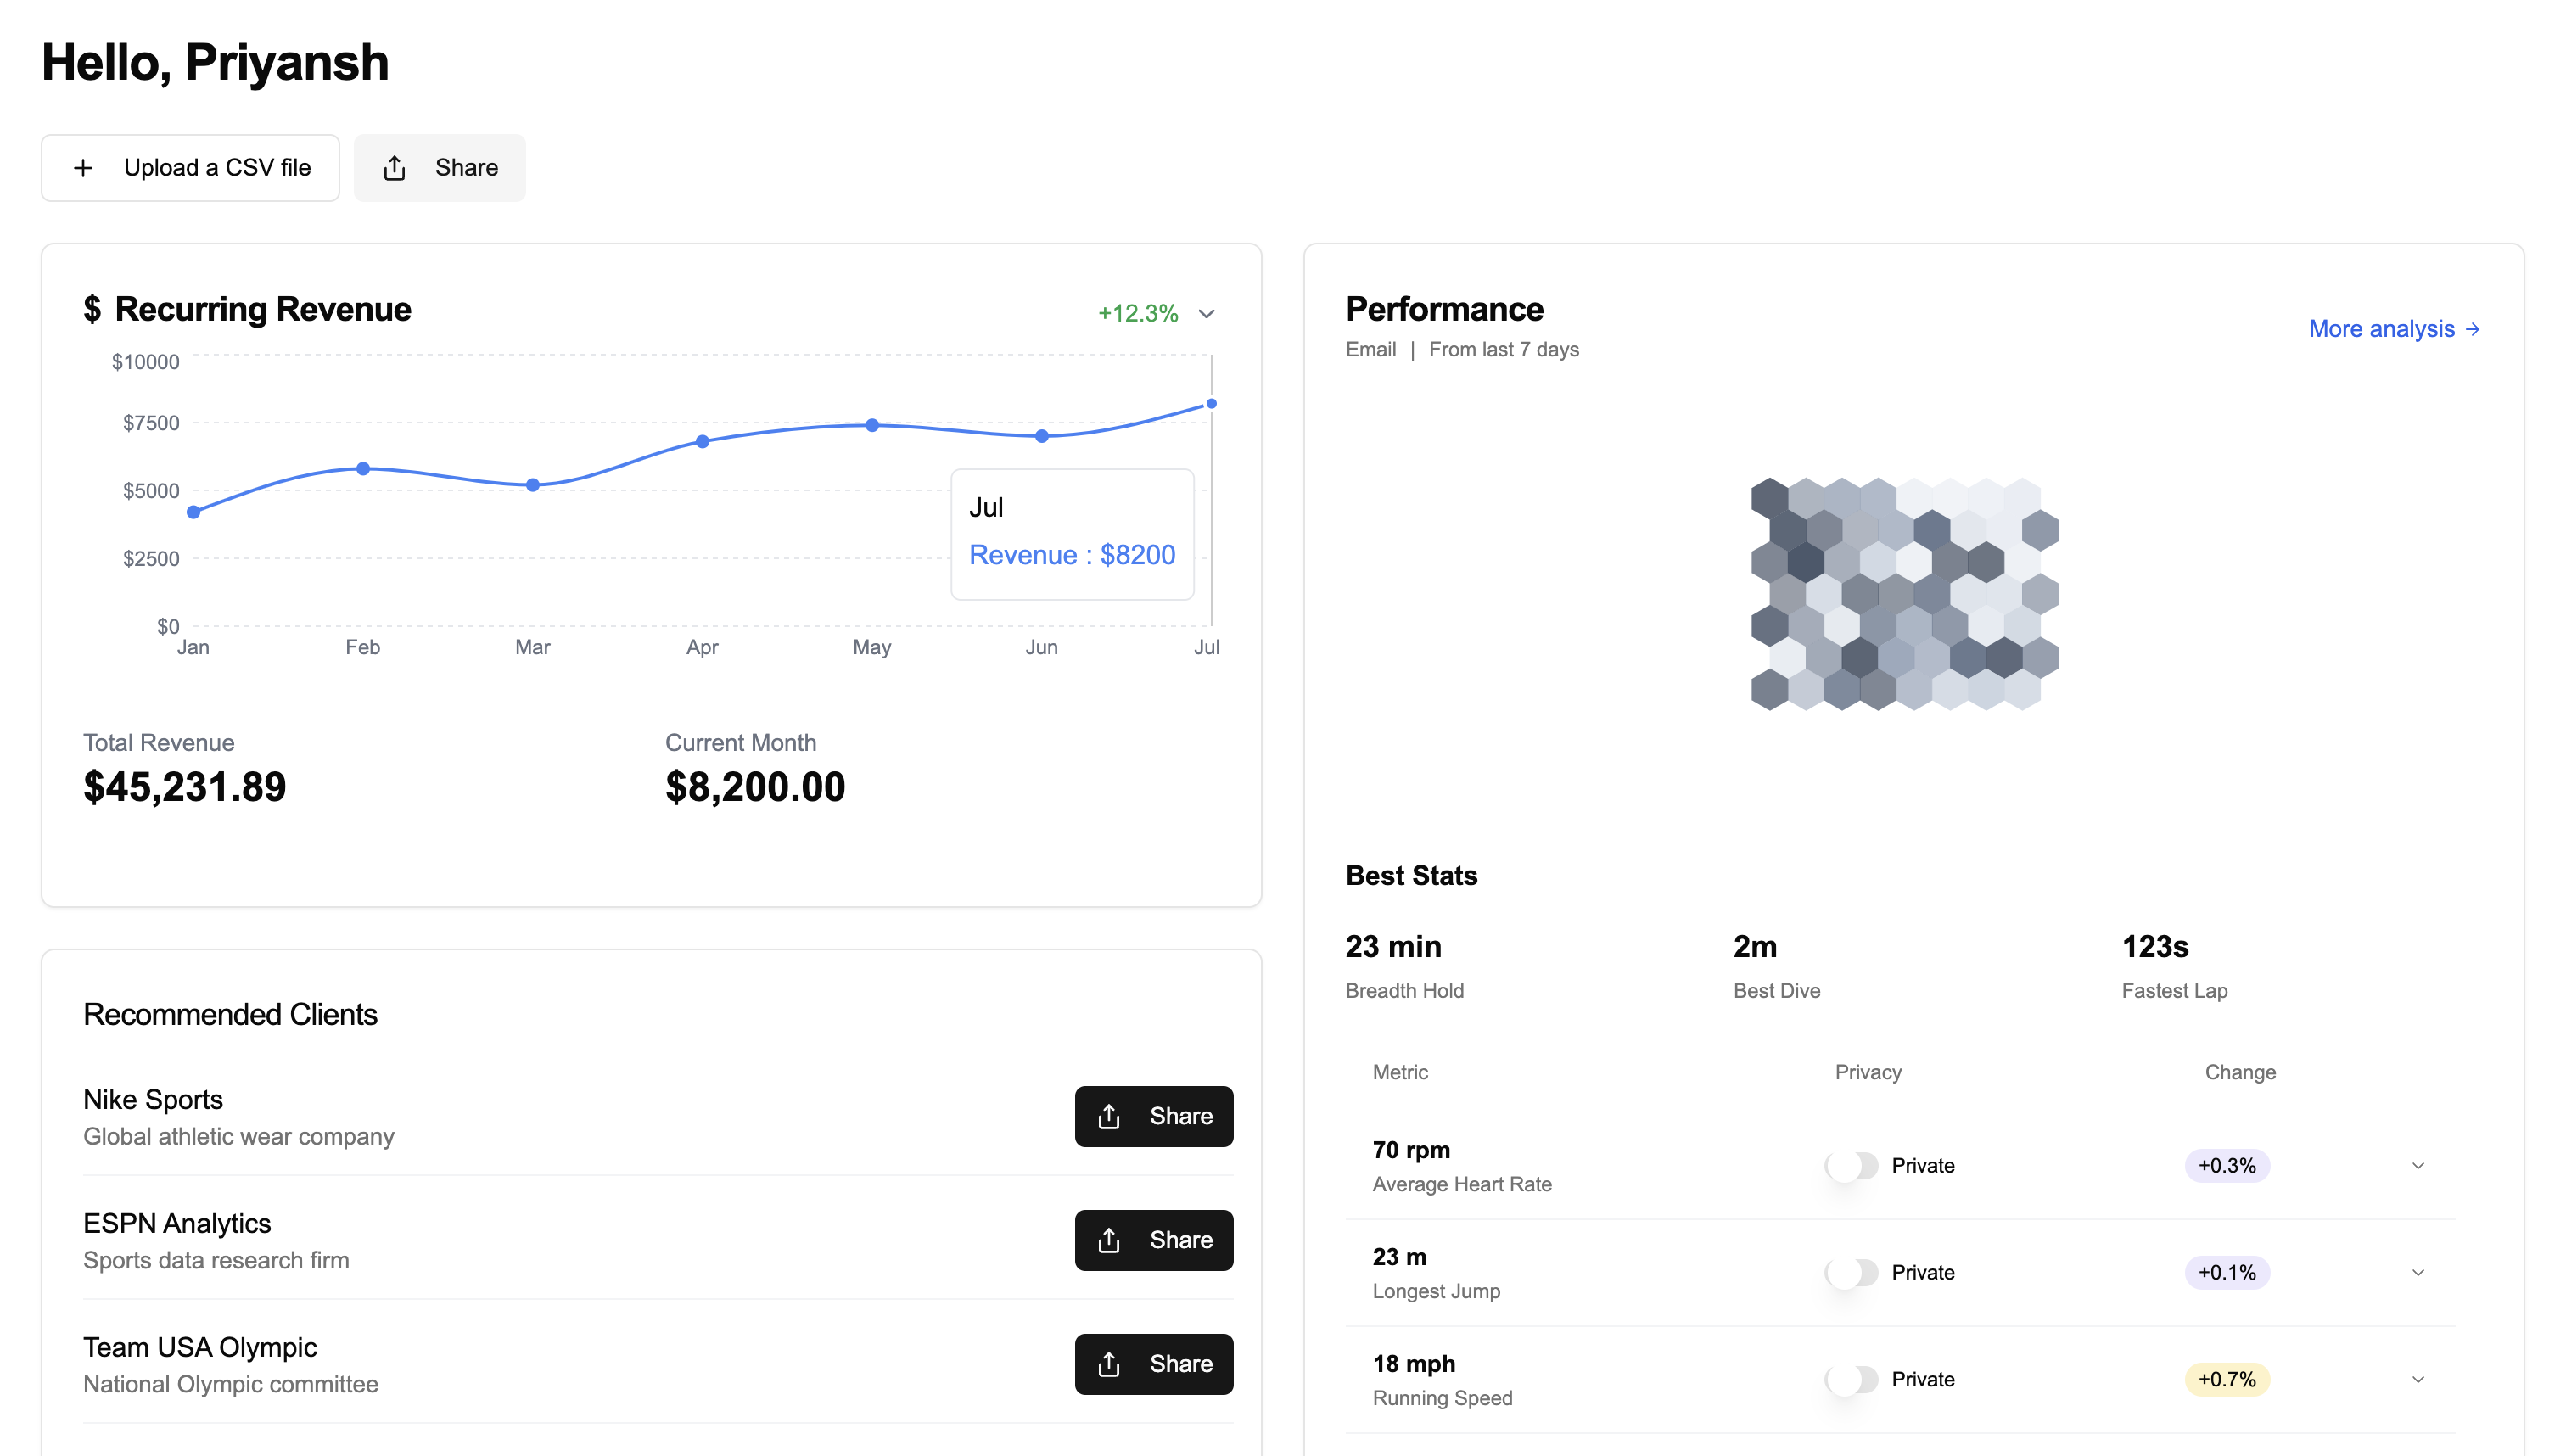 Hello, Priyansh
+ Upload a CSV file
Share
$ Recurring Revenue
+12.3%
$10000
$7500
$5000
$2500
$0
Jan Feb Mar Apr May Jun Jul
Jul
Revenue : $8200
Total Revenue
$45,231.89
Current Month
$8,200.00
Recommended Clients
Nike Sports
Global athletic wear company
Share
ESPN Analytics
Sports data research firm
Share
Team USA Olympic
National Olympic committee
Share
Performance
Email | From last 7 days
More analysis →
Best Stats
23 min
Breadth Hold
2m
Best Dive
123s
Fastest Lap
Metric Privacy Change
70 rpm
Average Heart Rate
Private
+0.3%
23 m
Longest Jump
Private
+0.1%
18 mph
Running Speed
Private
+0.7%